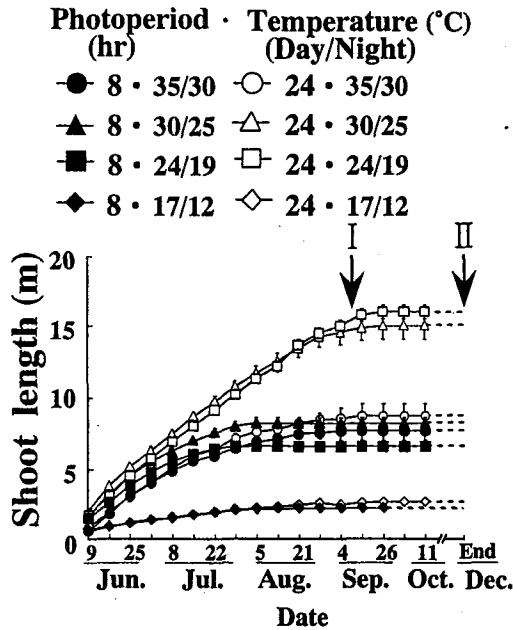 Photoperiod · Temperature (°C)
(hr) (Day/Night)
8 · 35/30 24 · 35/30
8 · 30/25 24 · 30/25
8 · 24/19 24 · 24/19
8 · 17/12 24 · 17/12
I II
20
15
10
5
0
Shoot length (m)
9 25 8 22 5 21 4 26 11 End
Jun. Jul. Aug. Sep. Oct. Dec.
Date